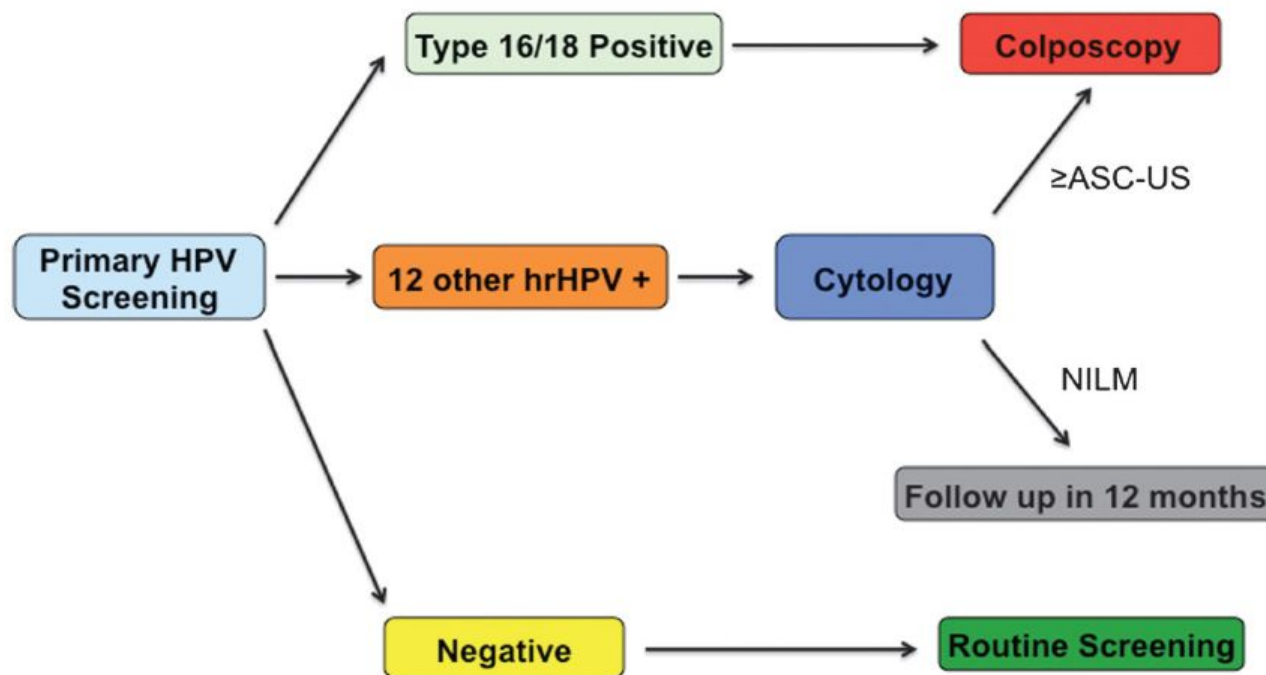 Type 16/18 Positive
Colposcopy
≥ASC-US
Primary HPV
Screening
12 other hrHPV +
Cytology
NILM
Follow up in 12 months
Negative
Routine Screening